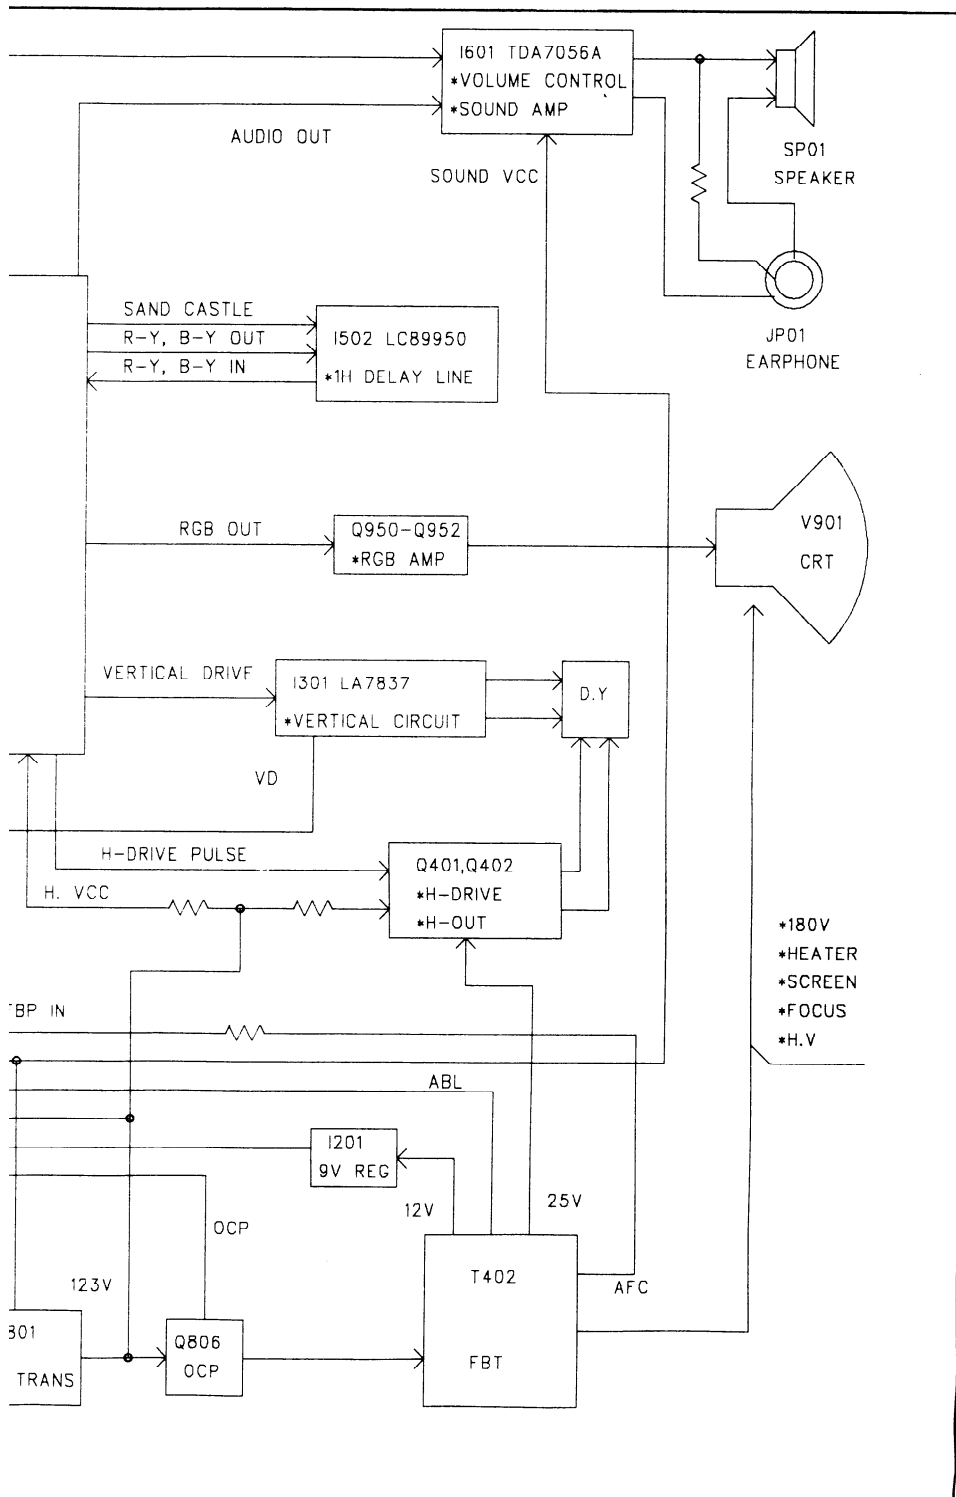 I601 TDA7056A
*VOLUME CONTROL
*SOUND AMP
AUDIO OUT
SOUND VCC
SP01
SPEAKER
SAND CASTLE
R-Y, B-Y OUT
R-Y, B-Y IN
I502 LC89950
*1H DELAY LINE
JP01
EARPHONE
RGB OUT
Q950-Q952
*RGB AMP
V901
CRT
VERTICAL DRIVE
I301 LA7837
*VERTICAL CIRCUIT
D.Y
VD
H-DRIVE PULSE
H. VCC
Q401,Q402
*H-DRIVE
*H-OUT
*180V
*HEATER
*SCREEN
*FOCUS
*H.V
FBP IN
ABL
I201
9V REG
12V
25V
OCP
123V
T402
FBT
AFC
801
TRANS
Q806
OCP